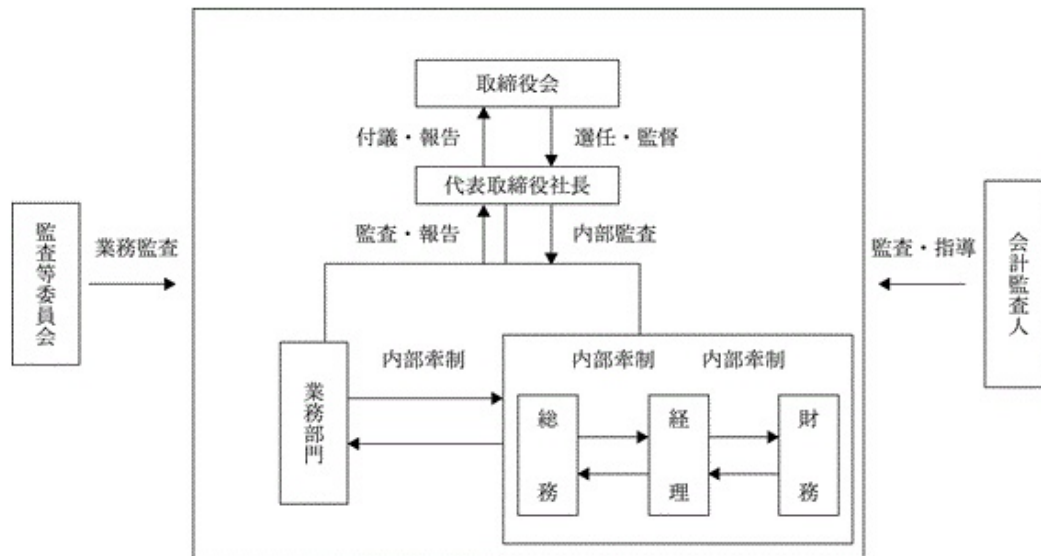 取締役会
付議・報告
選任・監督
代表取締役社長
監査・報告
内部監査
監査等委員会
業務監査
監査・指導
会計監査人
内部牽制
内部牽制
内部牽制
業務部門
総務
経理
財務